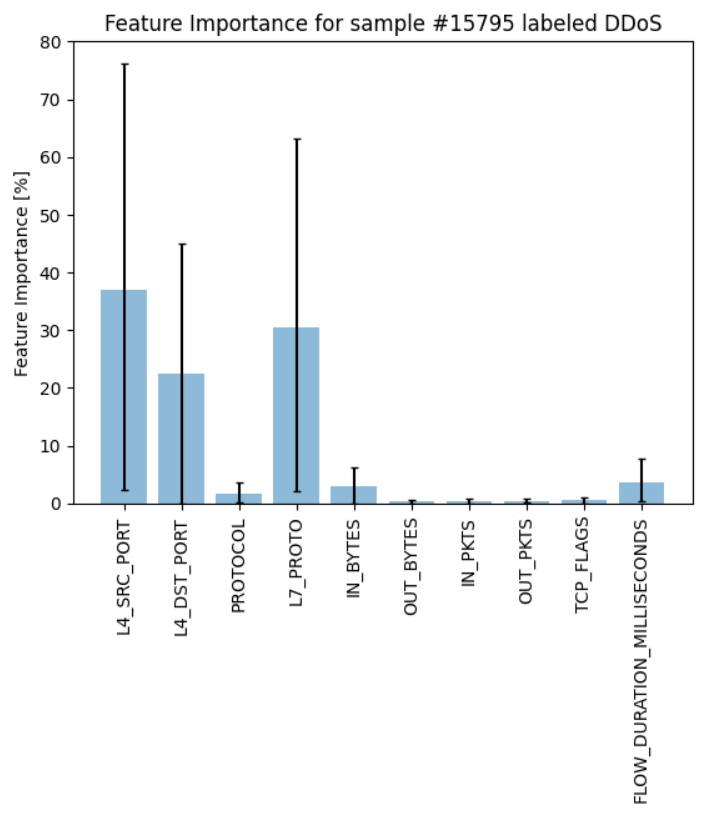 Feature Importance for sample #15795 labeled DDoS
Feature Importance [%]
80
70
60
50
40
30
20
10
0
L4_SRC_PORT
L4_DST_PORT
PROTOCOL
L7_PROTO
IN_BYTES
OUT_BYTES
IN_PKTS
OUT_PKTS
TCP_FLAGS
FLOW_DURATION_MILLISECONDS